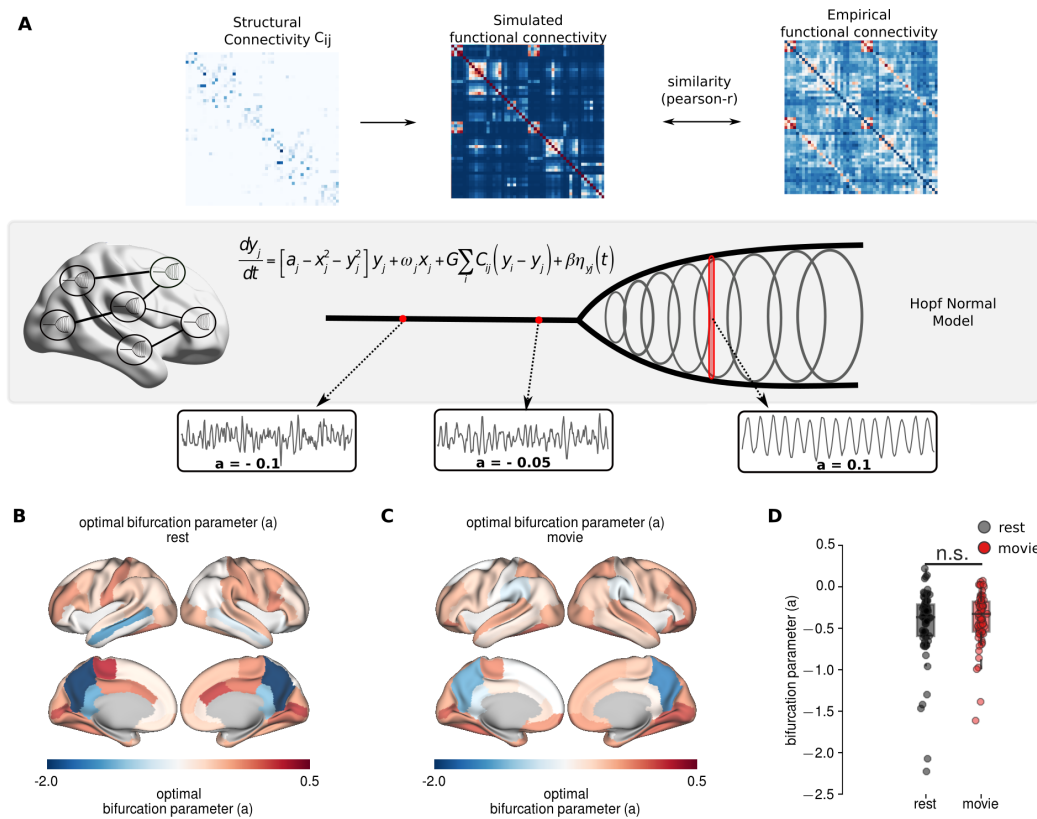 A
Structural
Connectivity Cij
Simulated
functional connectivity
Empirical
functional connectivity
similarity
(pearson-r)
dy_j/dt = [a_j − x_j^2 − y_j^2] y_j + ω_j x_j + G∑_i C_ij (y_i − y_j) + βη_yj (t)
Hopf Normal
Model
a = - 0.1
a = - 0.05
a = 0.1
B
optimal bifurcation parameter (a)
rest
-2.0
0.5
optimal
bifurcation parameter (a)
C
optimal bifurcation parameter (a)
movie
-2.0
0.5
optimal
bifurcation parameter (a)
D
rest
movie
n.s.
bifurcation parameter (a)
0.5
0.0
−0.5
−1.0
−1.5
−2.0
−2.5
rest
movie